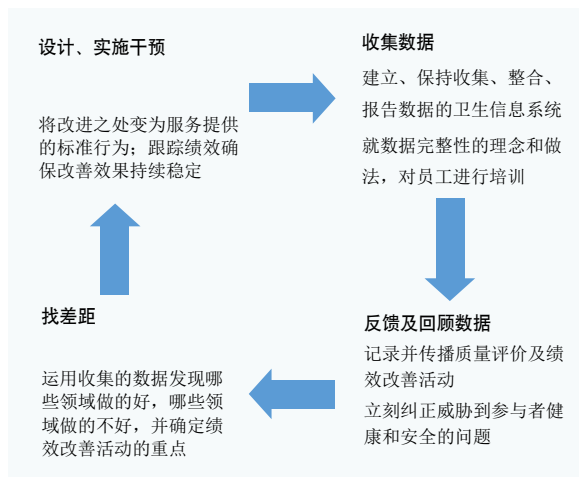 设计、实施干预
将改进之处变为服务提供
的标准行为；跟踪绩效确
保改善效果持续稳定
收集数据
建立、保持收集、整合、
报告数据的卫生信息系统
就数据完整性的理念和做
法，对员工进行培训
反馈及回顾数据
记录并传播质量评价及绩
效改善活动
立刻纠正威胁到参与者健
康和安全的问题
找差距
运用收集的数据发现哪
些领域做的好，哪些领
域做的不好，并确定绩
效改善活动的重点